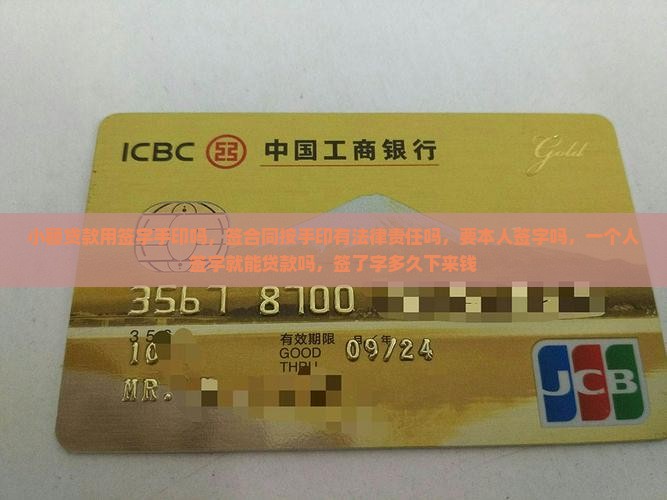 ICBC 中国工商银行
Gold
小额贷款用签字手印吗，签合同按手印有法律责任吗，要本人签字吗，一个人
签字就能贷款吗，签了字多久下来钱
3567 8700
356
有效期限 月/年
GOOD THRU 09/24
MR.
JCB